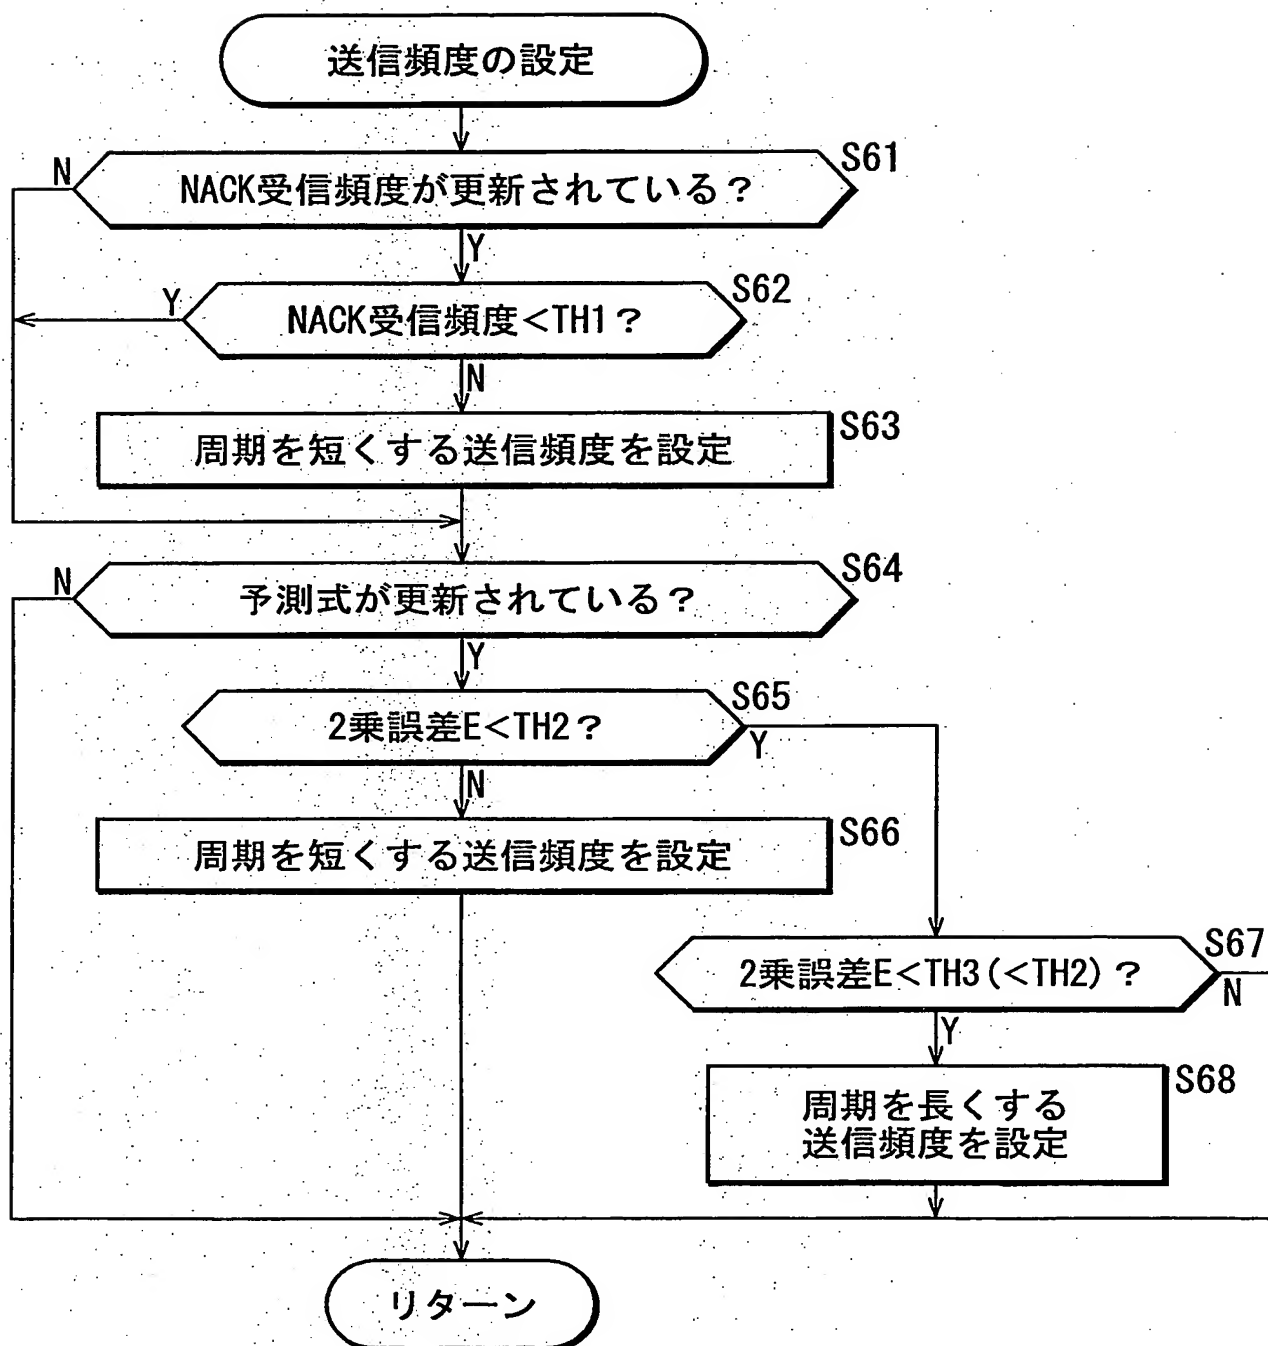 送信頻度の設定
S61
N
NACK受信頻度が更新されている？
Y
S62
Y
NACK受信頻度＜TH1？
N
S63
周期を短くする送信頻度を設定
S64
N
予測式が更新されている？
Y
S65
2乗誤差E＜TH2？
Y
N
S66
周期を短くする送信頻度を設定
S67
2乗誤差E＜TH3(＜TH2)？
N
Y
S68
周期を長くする
送信頻度を設定
リターン